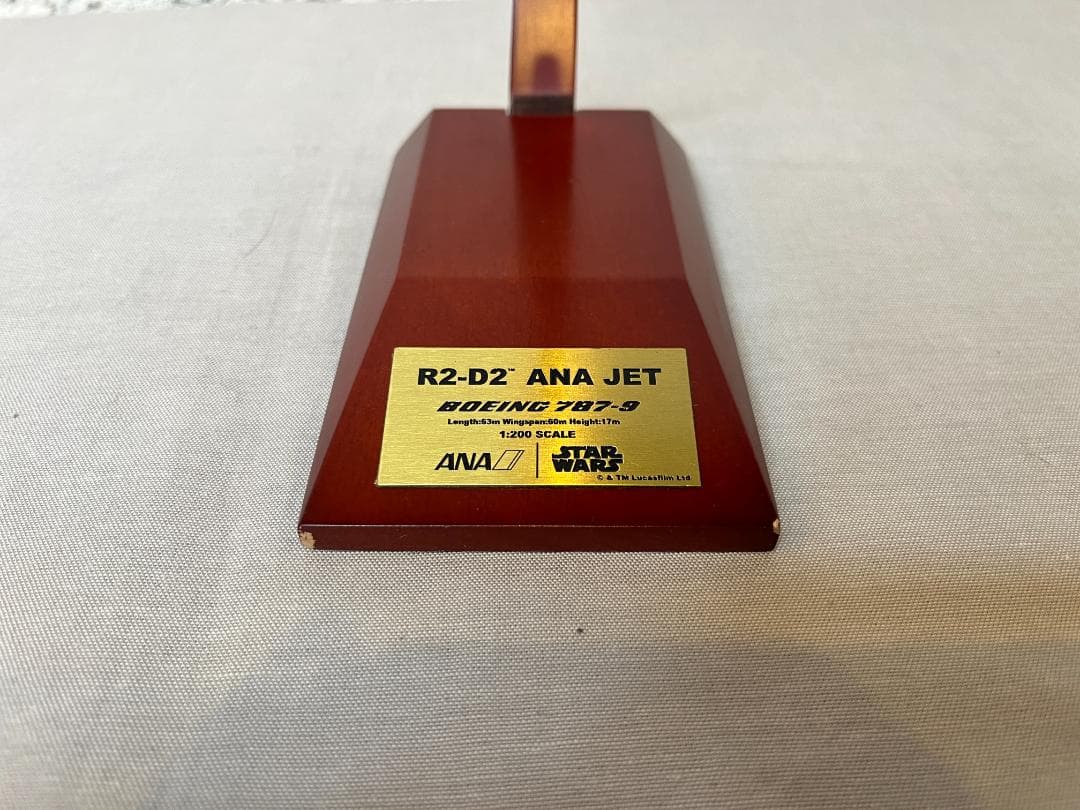 R2-D2™ ANA JET
BOEING 787-9
Length:63m Wingspan:60m Height:17m
1:200 SCALE
ANA
STAR WARS
© & TM Lucasfilm Ltd